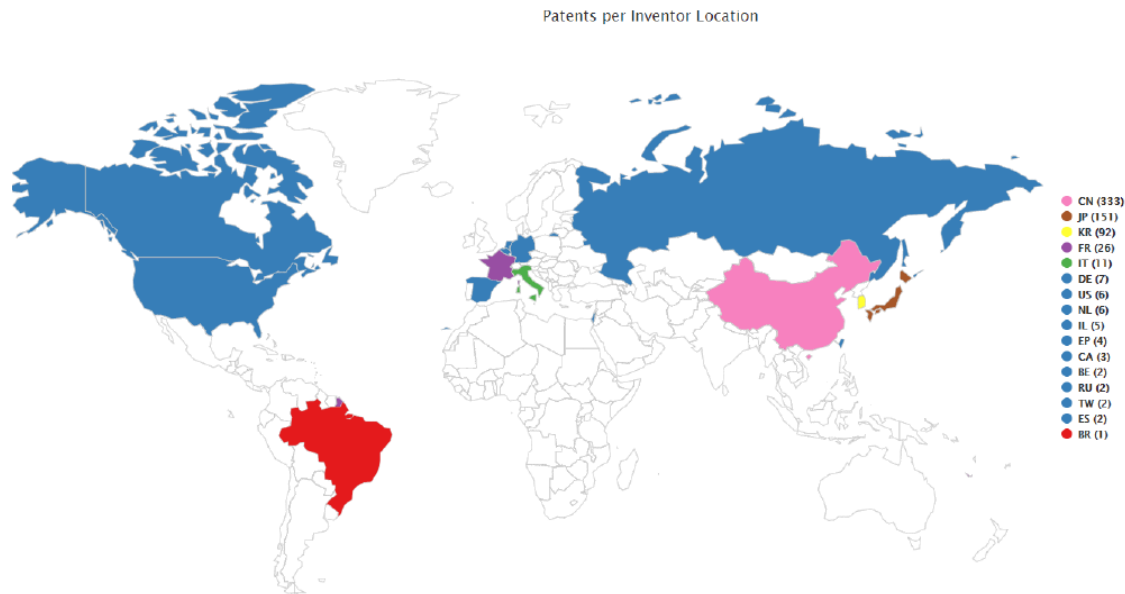 Patents per Inventor Location
CN (333)
JP (151)
KR (92)
FR (26)
IT (11)
DE (7)
US (6)
NL (6)
IL (5)
EP (4)
CA (3)
BE (2)
RU (2)
TW (2)
ES (2)
BR (1)